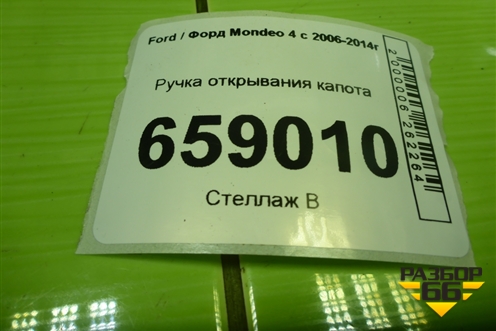 Ford / Форд Mondeo 4 с 2006-2014г
Ручка открывания капота
659010
Стеллаж В
2000006262264
РАЗБОР
66